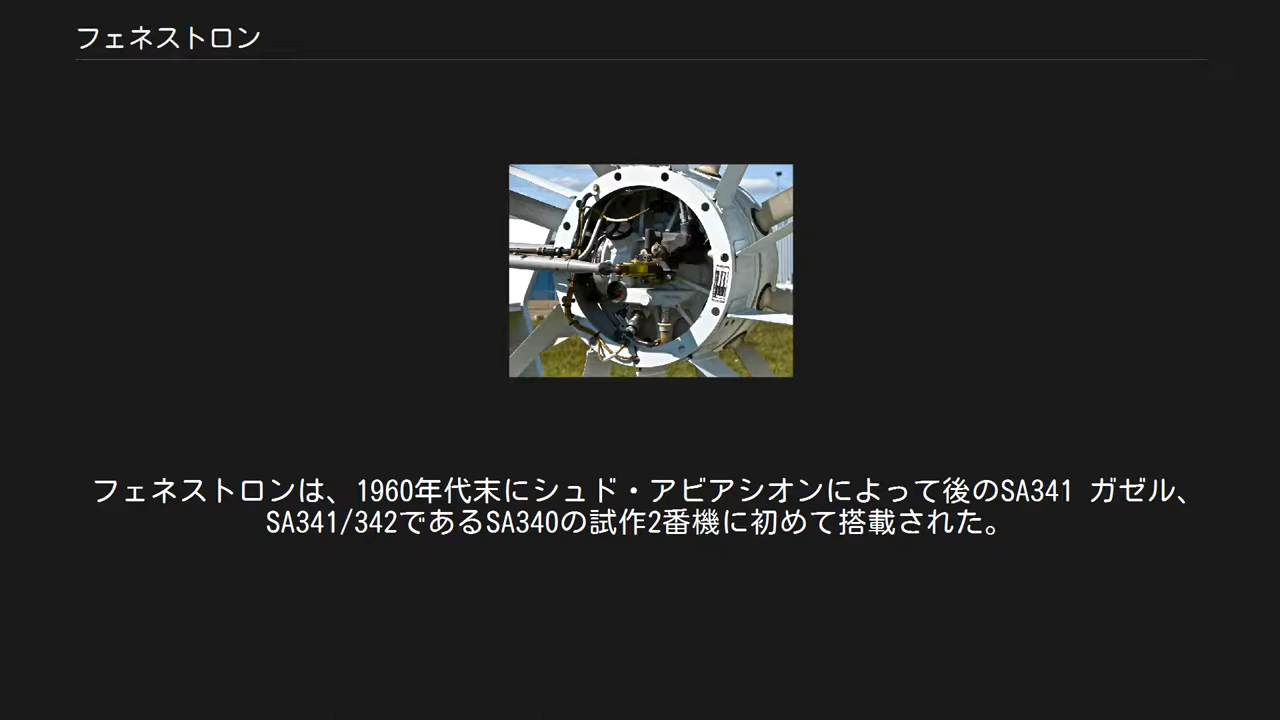 フェネストロン
フェネストロンは、1960年代末にシュド・アビアシオンによって後のSA341 ガゼル、
SA341/342であるSA340の試作2番機に初めて搭載された。